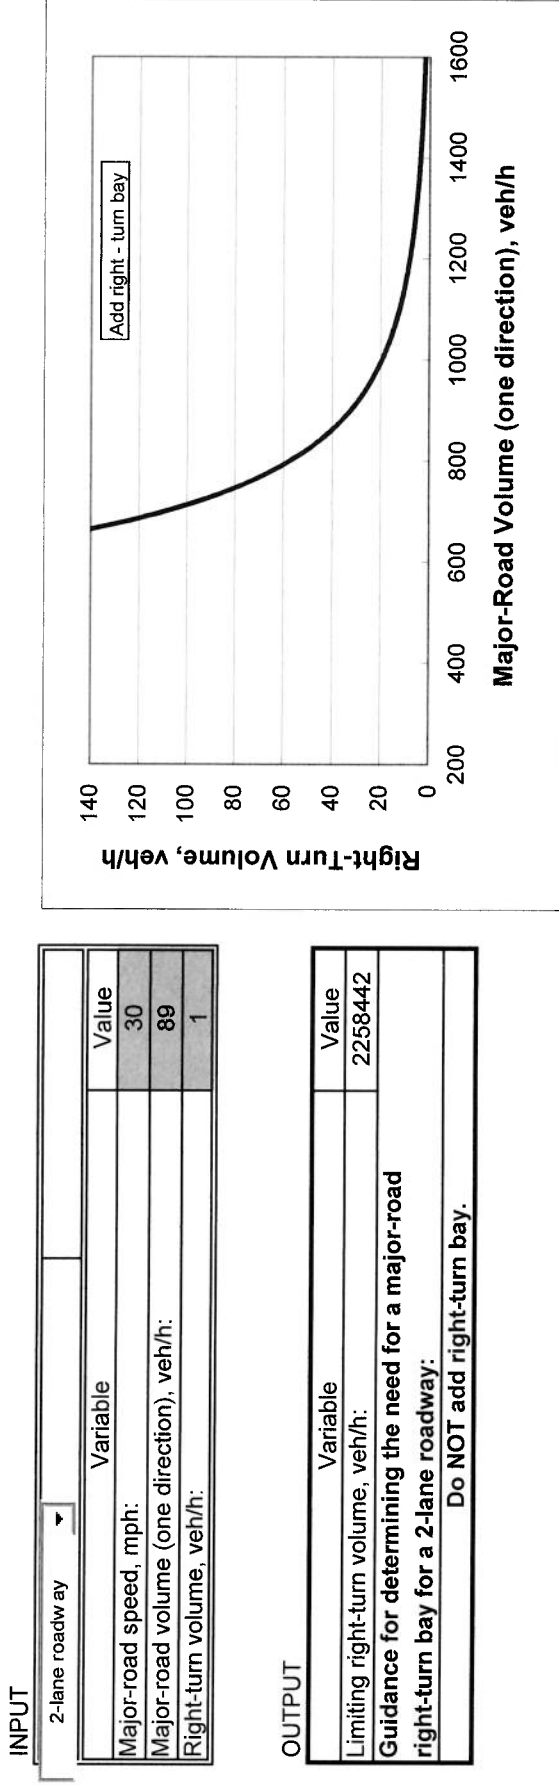 INPUT
2-lane roadway
Variable Value
Major-road speed, mph: 30
Major-road volume (one direction), veh/h: 89
Right-turn volume, veh/h: 1
OUTPUT
Variable Value
Limiting right-turn volume, veh/h: 2258442
Guidance for determining the need for a major-road
right-turn bay for a 2-lane roadway:
Do NOT add right-turn bay.
Right-Turn Volume, veh/h
140
120
100
80
60
40
20
0
Add right - turn bay
200 400 600 800 1000 1200 1400 1600
Major-Road Volume (one direction), veh/h